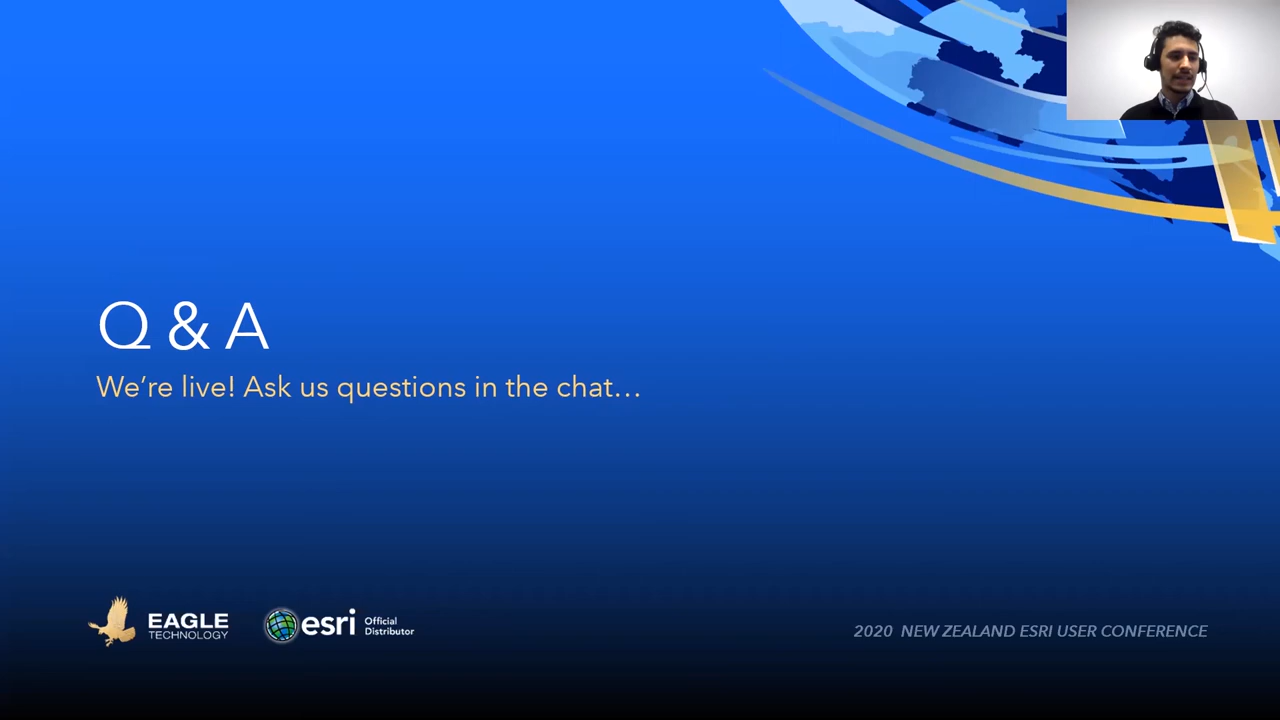 Q & A
We’re live! Ask us questions in the chat…
EAGLE
TECHNOLOGY
esri
Official
Distributor
2020 NEW ZEALAND ESRI USER CONFERENCE